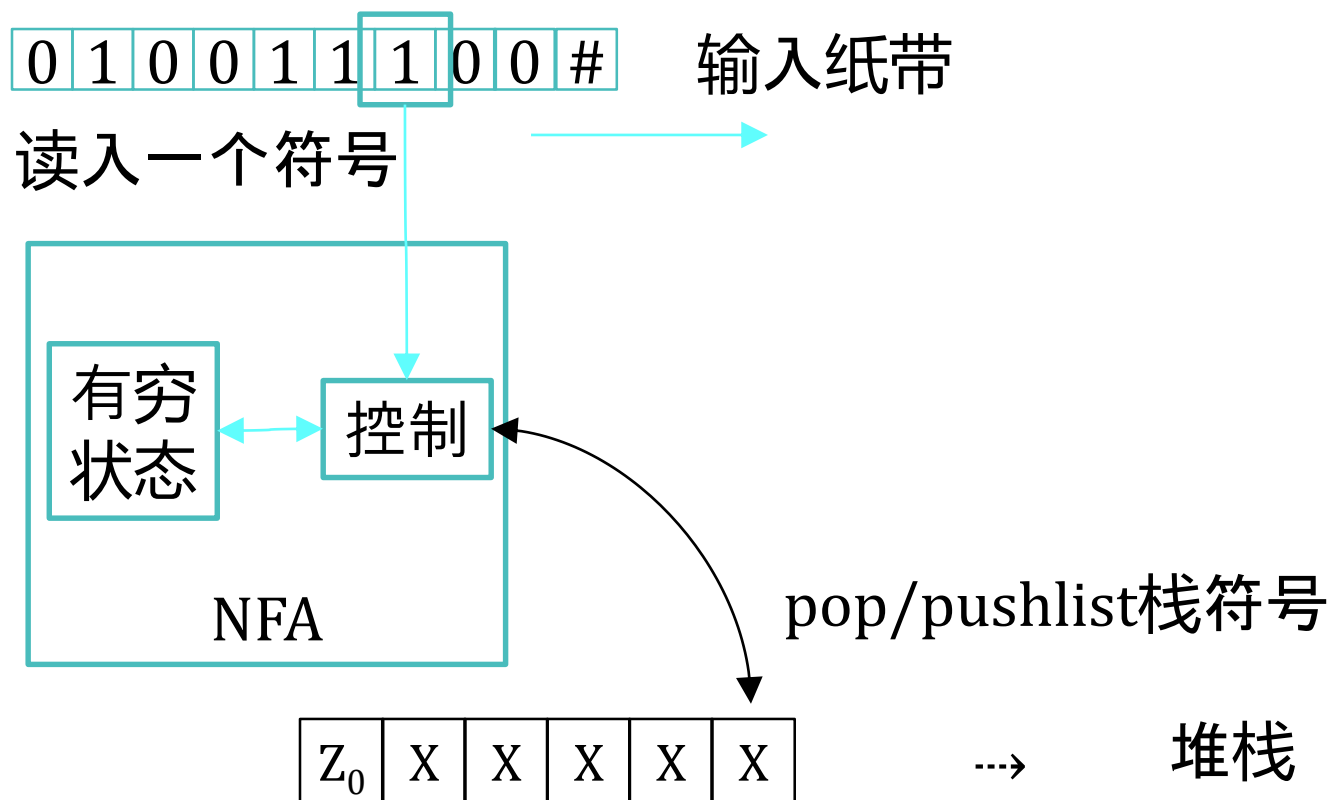 0 1 0 0 1 1 1 0 0 #
输入纸带
读入一个符号
有穷
状态
控制
NFA
pop/pushlist栈符号
Z₀ X X X X X
⇢
堆栈